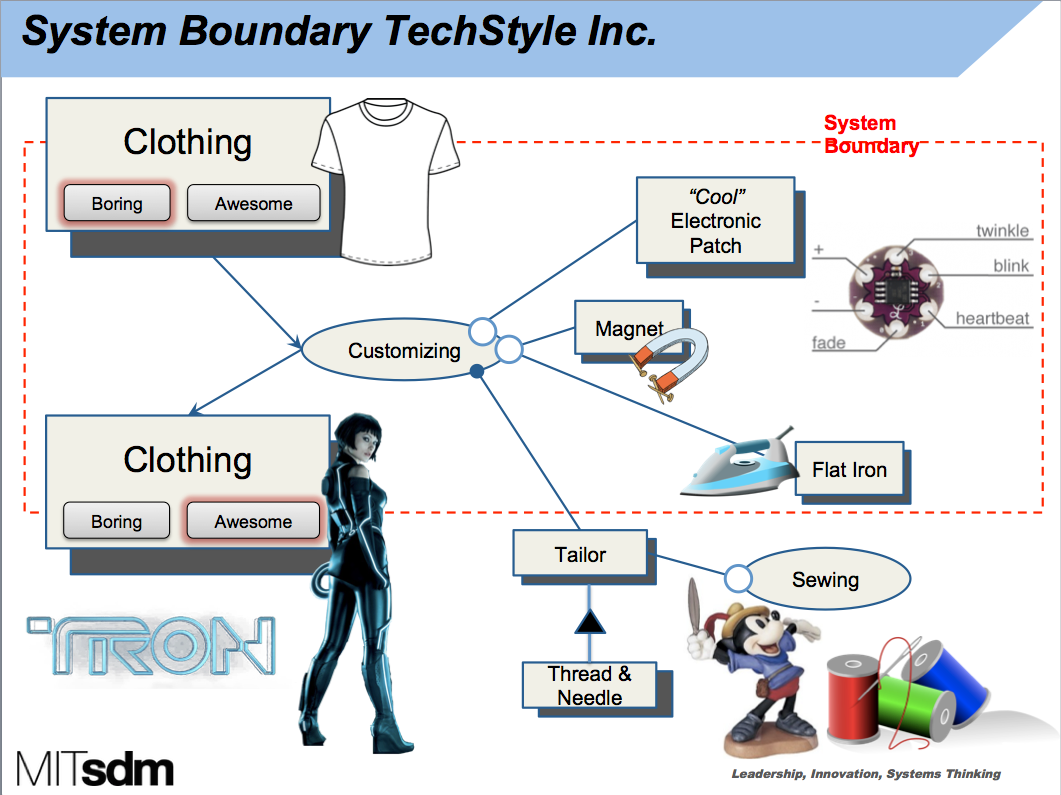 System Boundary TechStyle Inc.
Clothing
Boring
Awesome
System
Boundary
“Cool”
Electronic
Patch
twinkle
+
blink
-
heartbeat
fade
Magnet
Customizing
Clothing
Boring
Awesome
Flat Iron
Tailor
Sewing
Thread &
Needle
TRON
MITsdm
Leadership, Innovation, Systems Thinking